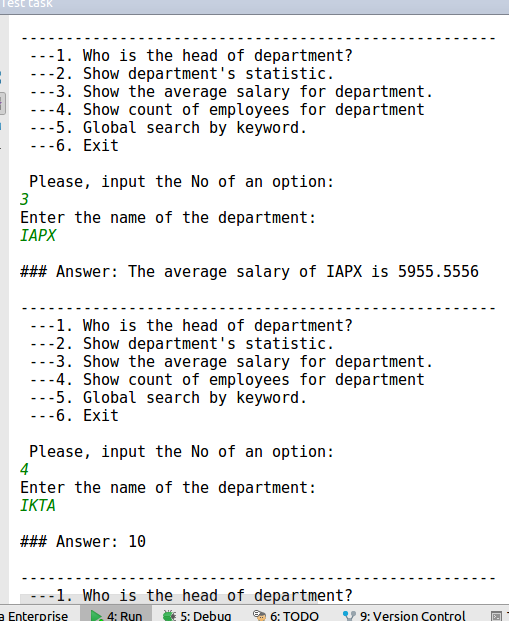 Test task
-----------------------------------------------------
---1. Who is the head of department?
---2. Show department's statistic.
---3. Show the average salary for department.
---4. Show count of employees for department
---5. Global search by keyword.
---6. Exit
Please, input the No of an option:
3
Enter the name of the department:
IAPX
### Answer: The average salary of IAPX is 5955.5556
-----------------------------------------------------
---1. Who is the head of department?
---2. Show department's statistic.
---3. Show the average salary for department.
---4. Show count of employees for department
---5. Global search by keyword.
---6. Exit
Please, input the No of an option:
4
Enter the name of the department:
IKTA
### Answer: 10
-----------------------------------------------------
---1. Who is the head of department?
a Enterprise 4: Run 5: Debug 6: TODO 9: Version Control